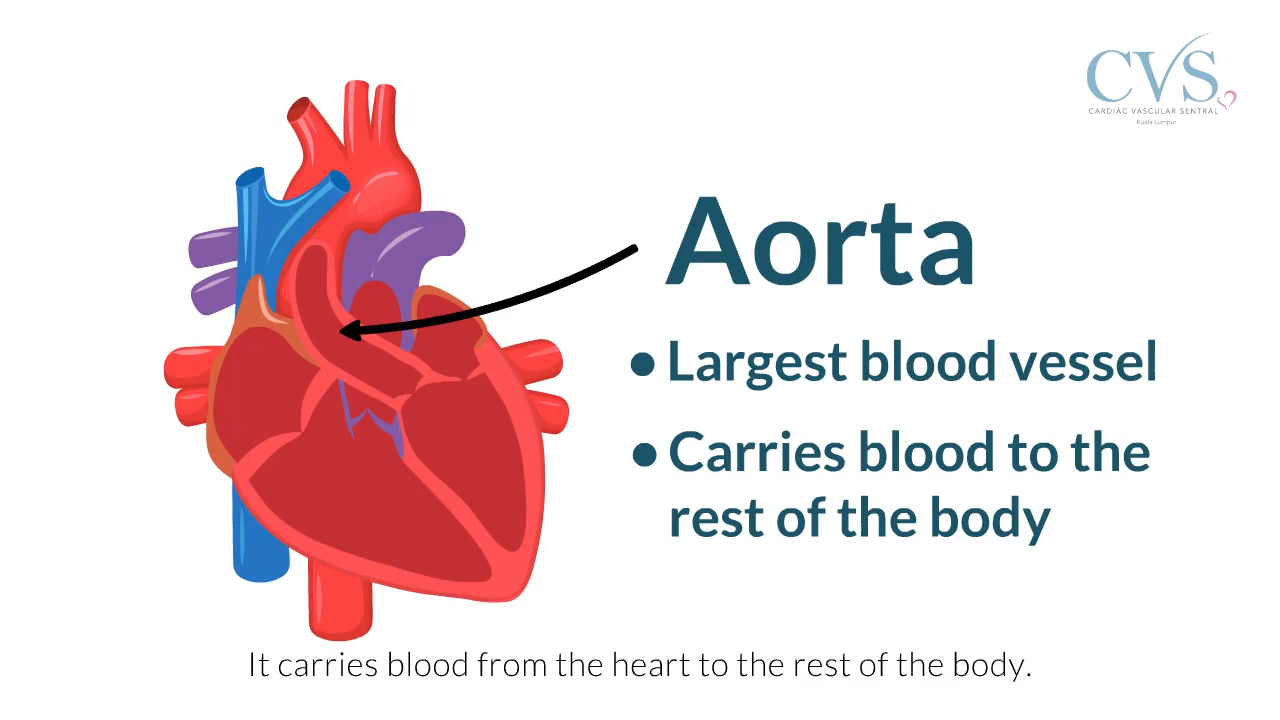 CVS
CARDIAC VASCULAR SENTRAL
Kuala Lumpur
Aorta
• Largest blood vessel
• Carries blood to the
rest of the body
It carries blood from the heart to the rest of the body.